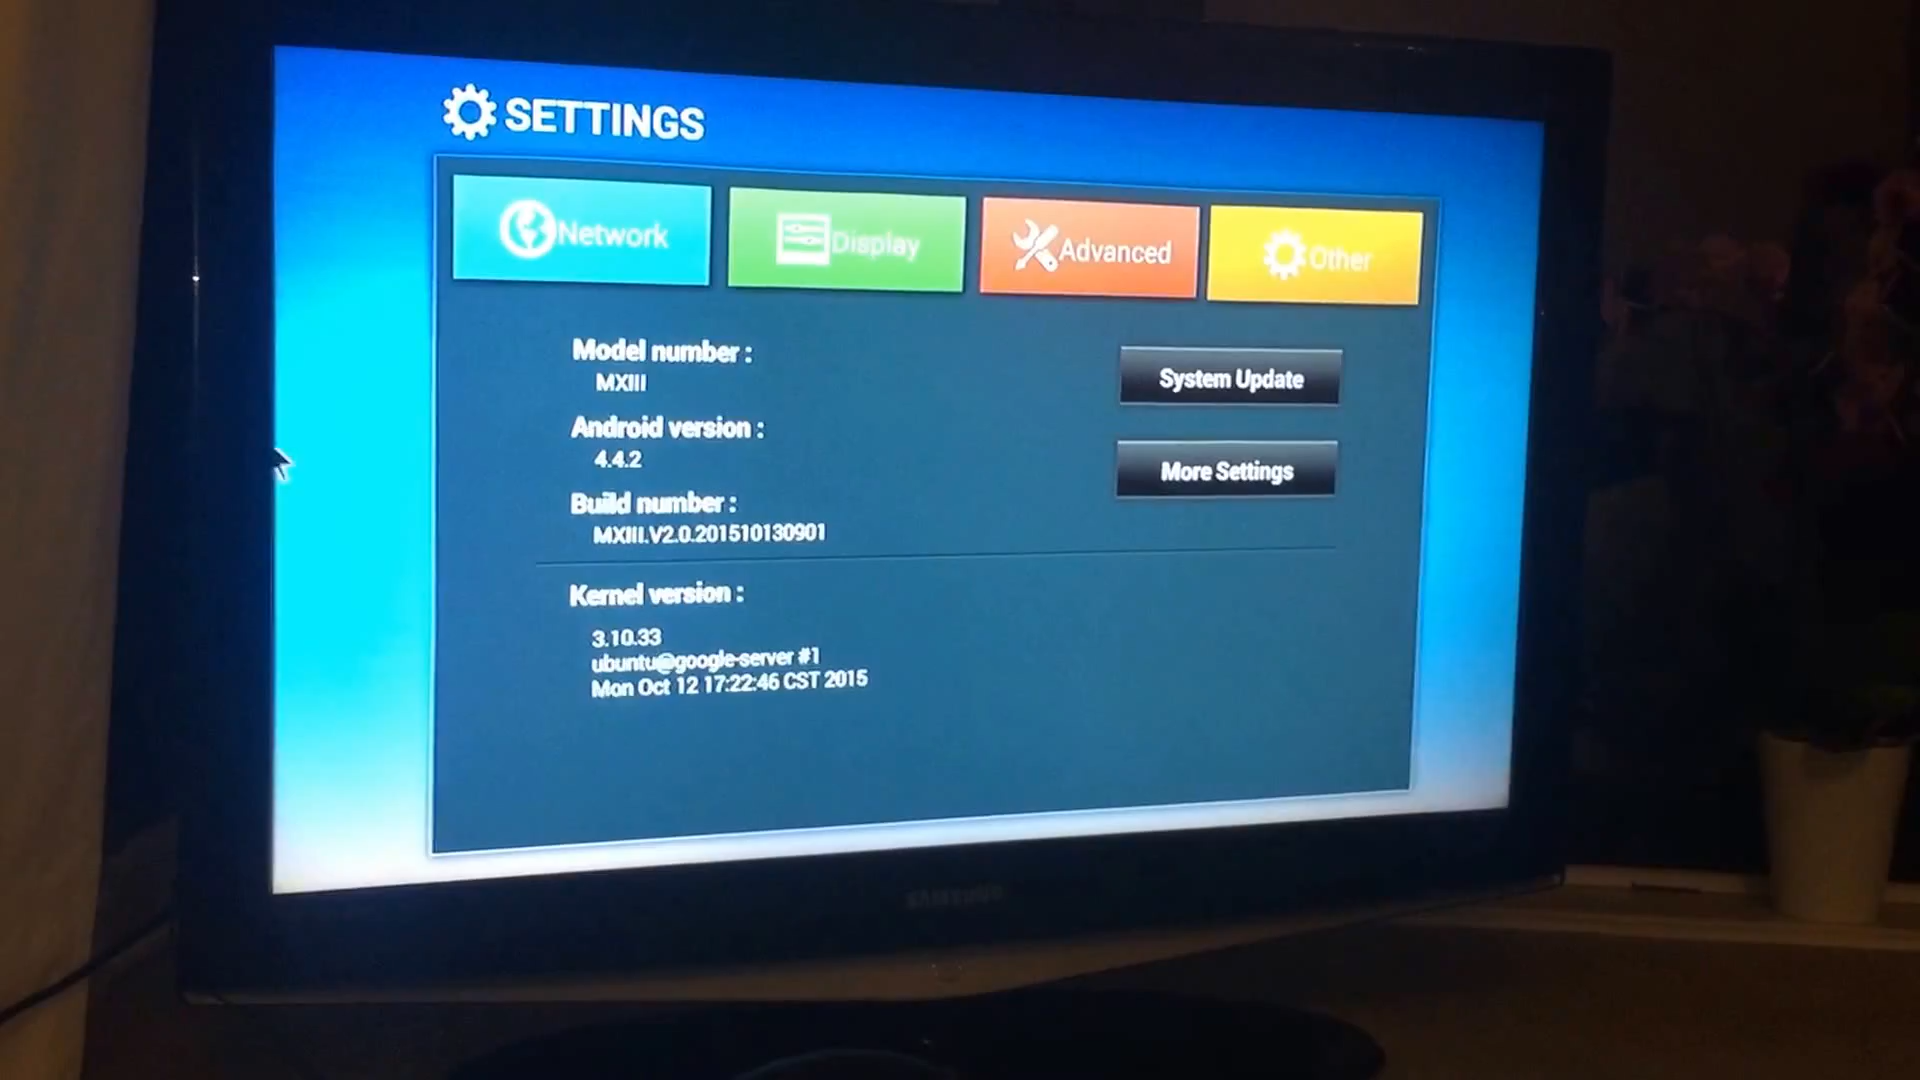 SETTINGS
Network
Display
Advanced
Other
Model number :
MXIII
System Update
Android version :
4.4.2
More Settings
Build number :
MXIII.V2.0.201510130901
Kernel version :
3.10.33
ubuntu@google-server #1
Mon Oct 12 17:22:46 CST 2015
SAMSUNG